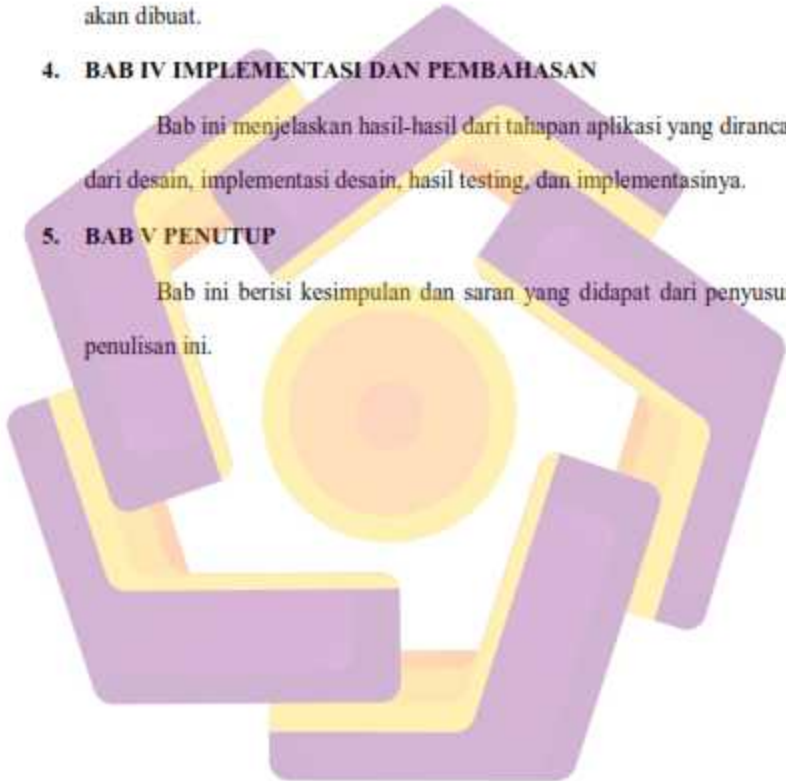 akan dibuat.
4. BAB IV IMPLEMENTASI DAN PEMBAHASAN
Bab ini menjelaskan hasil-hasil dari tahapan aplikasi yang
dari desain, implementasi desain, hasil testing, dan implementasinya.
5. BAB V PENUTUP
Bab ini berisi kesimpulan dan saran yang didapat dari
penulisan ini.